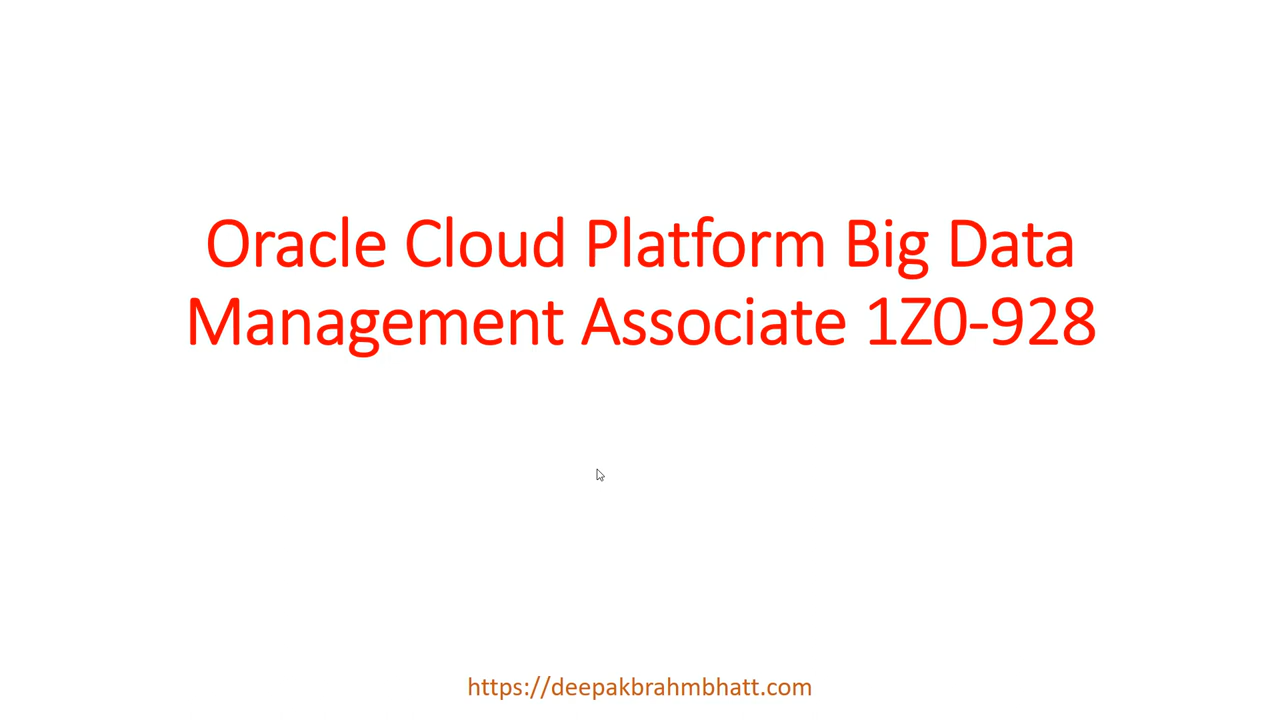 Oracle Cloud Platform Big Data
Management Associate 1Z0-928
https://deepakbrahmbhatt.com